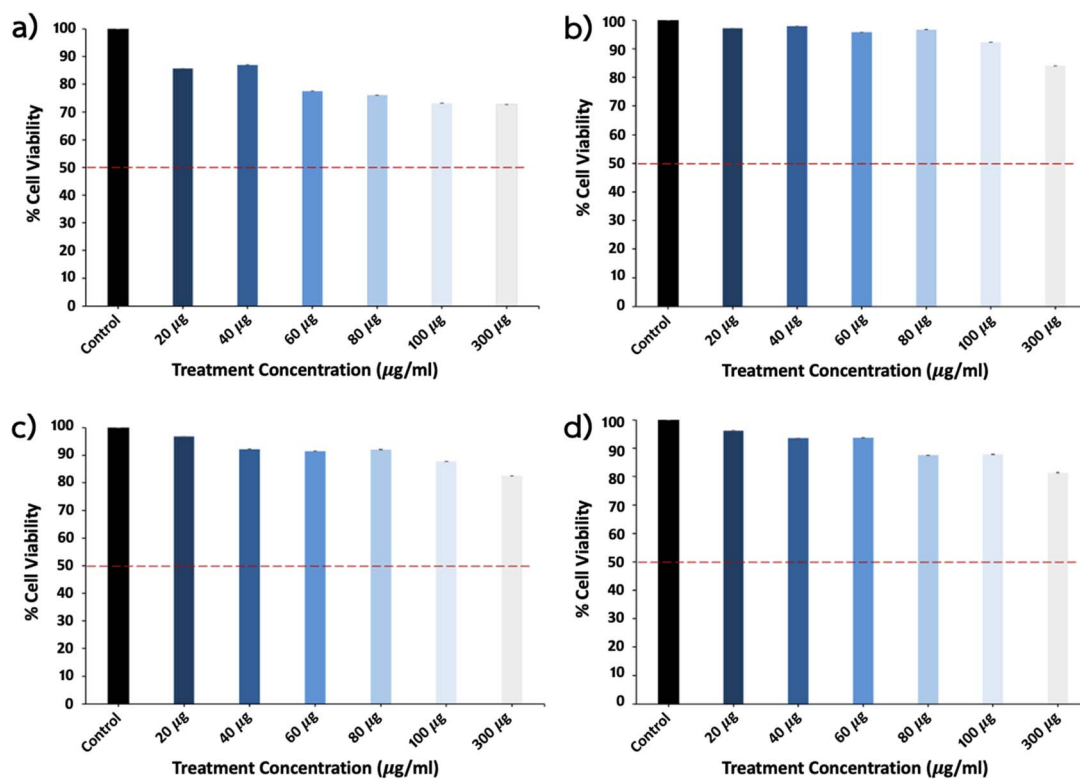 a)
% Cell Viability
100
90
80
70
60
50
40
30
20
10
0
Control
20 μg
40 μg
60 μg
80 μg
100 μg
300 μg
Treatment Concentration (μg/ml)
b)
% Cell Viability
100
90
80
70
60
50
40
30
20
10
0
Control
20 μg
40 μg
60 μg
80 μg
100 μg
300 μg
Treatment Concentration (μg/ml)
c)
% Cell Viability
100
90
80
70
60
50
40
30
20
10
0
Control
20 μg
40 μg
60 μg
80 μg
100 μg
300 μg
Treatment Concentration (μg/ml)
d)
% Cell Viability
100
90
80
70
60
50
40
30
20
10
0
Control
20 μg
40 μg
60 μg
80 μg
100 μg
300 μg
Treatment Concentration (μg/ml)